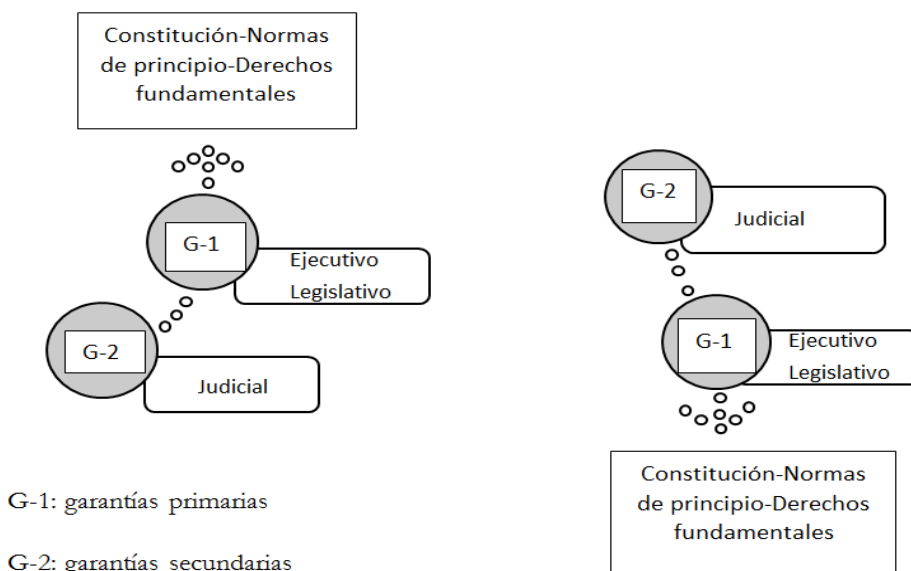 Constitución-Normas
de principio-Derechos
fundamentales
G-1
Ejecutivo
Legislativo
G-2
Judicial
G-2
Judicial
G-1
Ejecutivo
Legislativo
Constitución-Normas
de principio-Derechos
fundamentales
G-1: garantías primarias
G-2: garantías secundarias